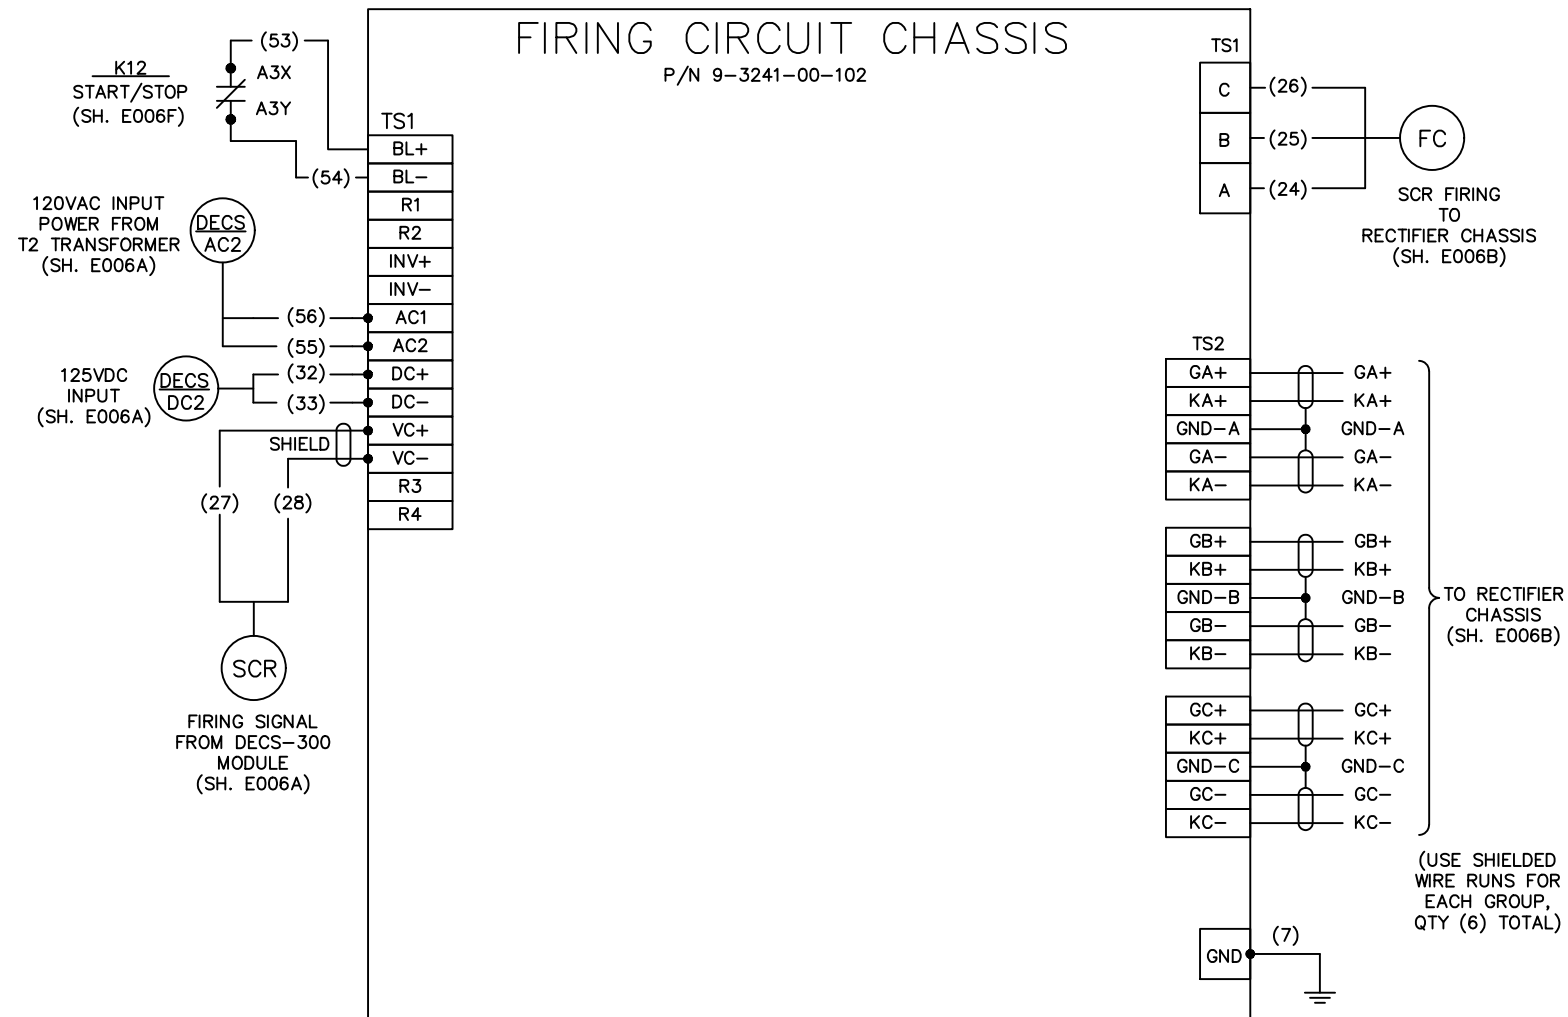 FIRING CIRCUIT CHASSIS
P/N 9-3241-00-102
K12
START/STOP
(SH. E006F)
(53)
A3X
A3Y
(54)
120VAC INPUT
POWER FROM
T2 TRANSFORMER
(SH. E006A)
DECS
AC2
(56)
(55)
125VDC
INPUT
(SH. E006A)
DECS
DC2
(32)
(33)
SHIELD
(27)
(28)
SCR
FIRING SIGNAL
FROM DECS-300
MODULE
(SH. E006A)
TS1
BL+
BL-
R1
R2
INV+
INV-
AC1
AC2
DC+
DC-
VC+
VC-
R3
R4
TS1
C
(26)
B
(25)
A
(24)
FC
SCR FIRING
TO
RECTIFIER CHASSIS
(SH. E006B)
TS2
GA+ GA+
KA+ KA+
GND-A GND-A
GA- GA-
KA- KA-
GB+ GB+
KB+ KB+
GND-B GND-B
GB- GB-
KB- KB-
GC+ GC+
KC+ KC+
GND-C GND-C
GC- GC-
KC- KC-
TO RECTIFIER
CHASSIS
(SH. E006B)
(USE SHIELDED
WIRE RUNS FOR
EACH GROUP,
QTY (6) TOTAL)
GND
(7)